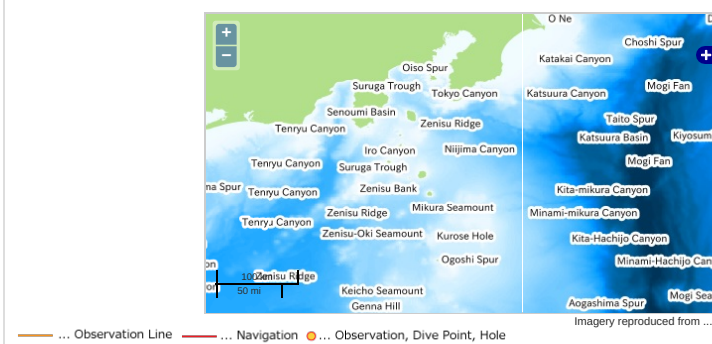 +
−
O Ne
D
Choshi Spur
+
Oiso Spur
Katakai Canyon
Suruga Trough
Tokyo Canyon
Katsuura Canyon
Mogi Fan
Senoumi Basin
Tenryu Canyon
Zenisu Ridge
Taito Spur
Katsuura Basin
Kiyosum
Iro Canyon
Niijima Canyon
Tenryu Canyon
Suruga Trough
Mogi Fan
na Spur
Tenryu Canyon
Zenisu Bank
Kita-mikura Canyon
Zenisu Ridge
Mikura Seamount
Minami-mikura Canyon
Tenryu Canyon
Zenisu-Oki Seamount
Kurose Hole
Kita-Hachijo Canyon
on
Ogoshi Spur
Minami-Hachijo Can
100 km
Zenisu Ridge
50 mi
Keicho Seamount
Mogi Sea
Genna Hill
Aogashima Spur
Imagery reproduced from ...
... Observation Line
... Navigation
... Observation, Dive Point, Hole